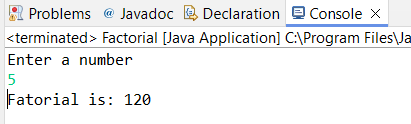 Problems @ Javadoc Declaration Console ×
<terminated> Factorial [Java Application] C:\Program Files\Ja
Enter a number
5
Fatorial is: 120